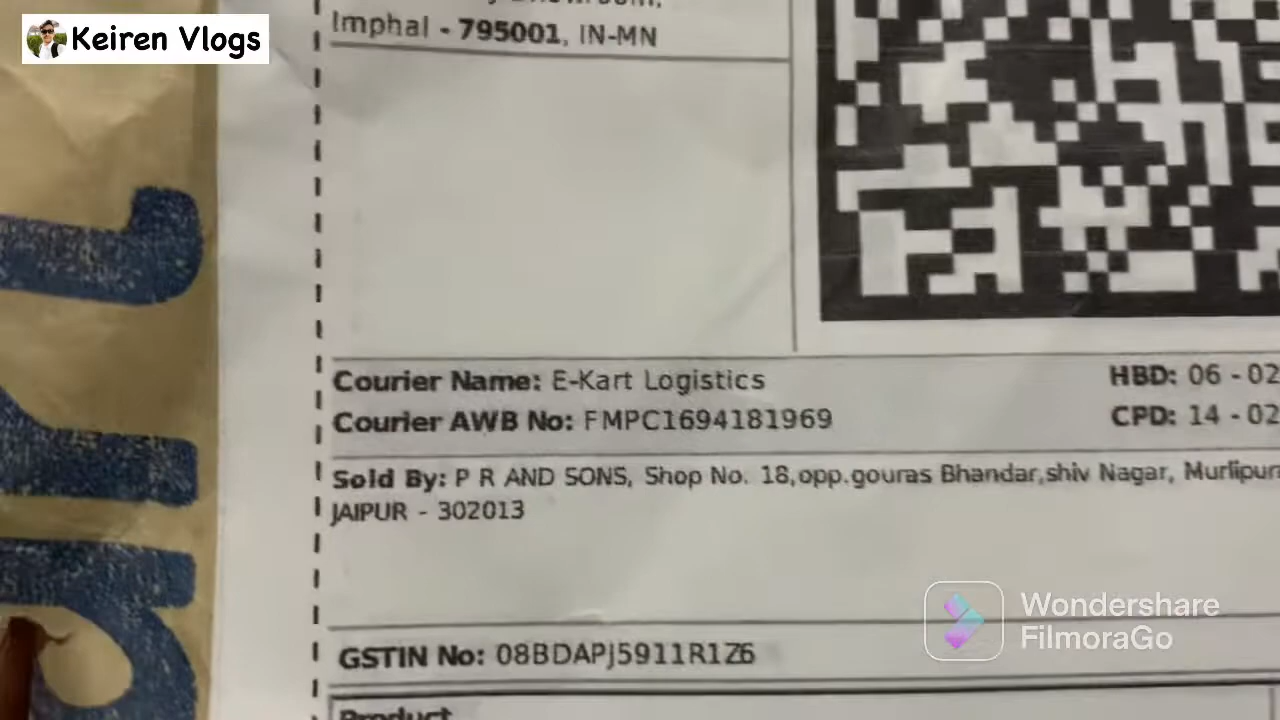 Keiren Vlogs
Imphal - 795001, IN-MN
Courier Name: E-Kart Logistics
HBD: 06 - 02
Courier AWB No: FMPC1694181969
CPD: 14 - 02
Sold By: P R AND SONS, Shop No. 18,opp.gouras Bhandar,shiv Nagar, Murlipur
JAIPUR - 302013
Wondershare
FilmoraGo
GSTIN No: 08BDAPJ5911R1Z6
Product